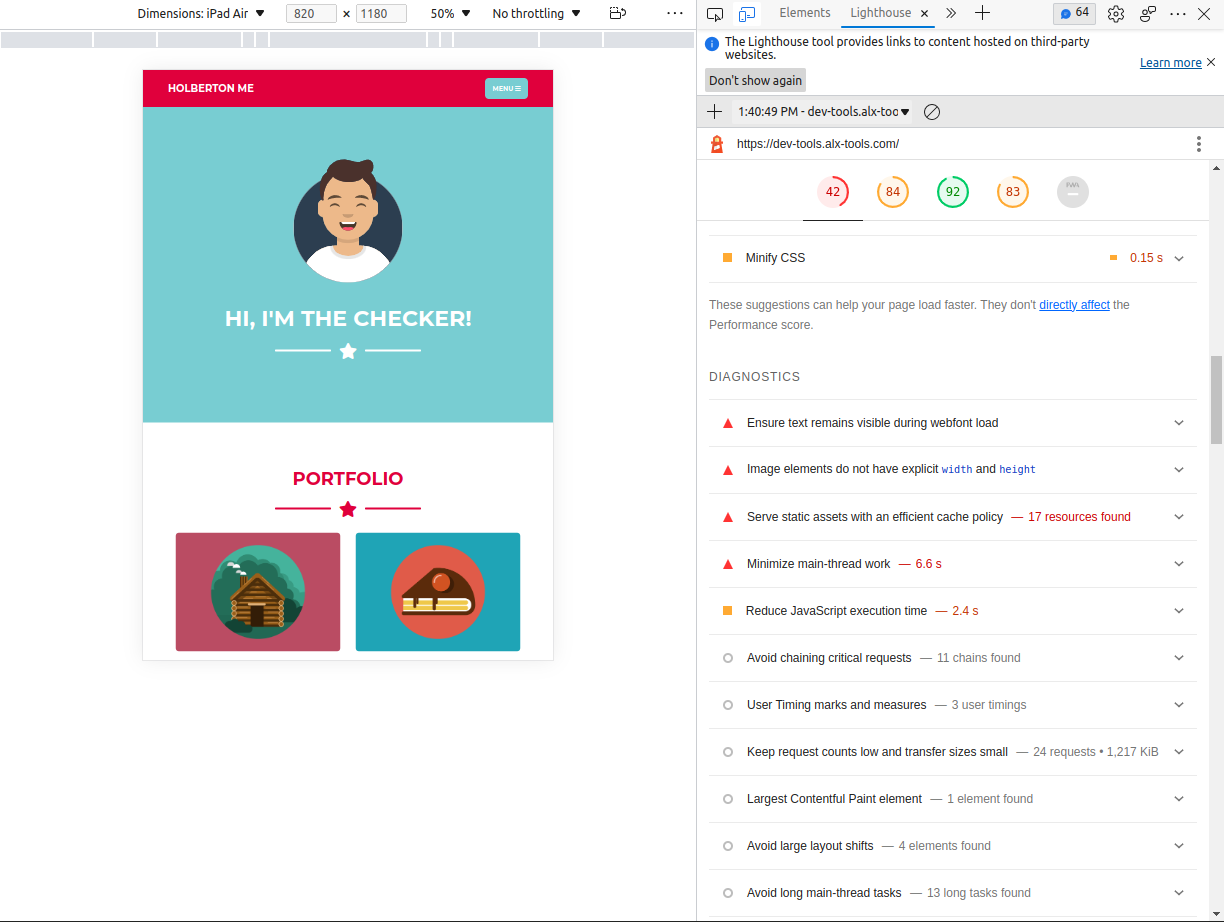 Dimensions: iPad Air ▼ 820 × 1180 50% ▼ No throttling ▼
HOLBERTON ME
MENU
HI, I'M THE CHECKER!
PORTFOLIO
Elements Lighthouse 64
The Lighthouse tool provides links to content hosted on third-party
websites.
Learn more
Don't show again
1:40:49 PM - dev-tools.alx-too
https://dev-tools.alx-tools.com/
42 84 92 83 PWA
Minify CSS 0.15 s
These suggestions can help your page load faster. They don't directly affect the
Performance score.
DIAGNOSTICS
Ensure text remains visible during webfont load
Image elements do not have explicit width and height
Serve static assets with an efficient cache policy — 17 resources found
Minimize main-thread work — 6.6 s
Reduce JavaScript execution time — 2.4 s
Avoid chaining critical requests — 11 chains found
User Timing marks and measures — 3 user timings
Keep request counts low and transfer sizes small — 24 requests • 1,217 KiB
Largest Contentful Paint element — 1 element found
Avoid large layout shifts — 4 elements found
Avoid long main-thread tasks — 13 long tasks found